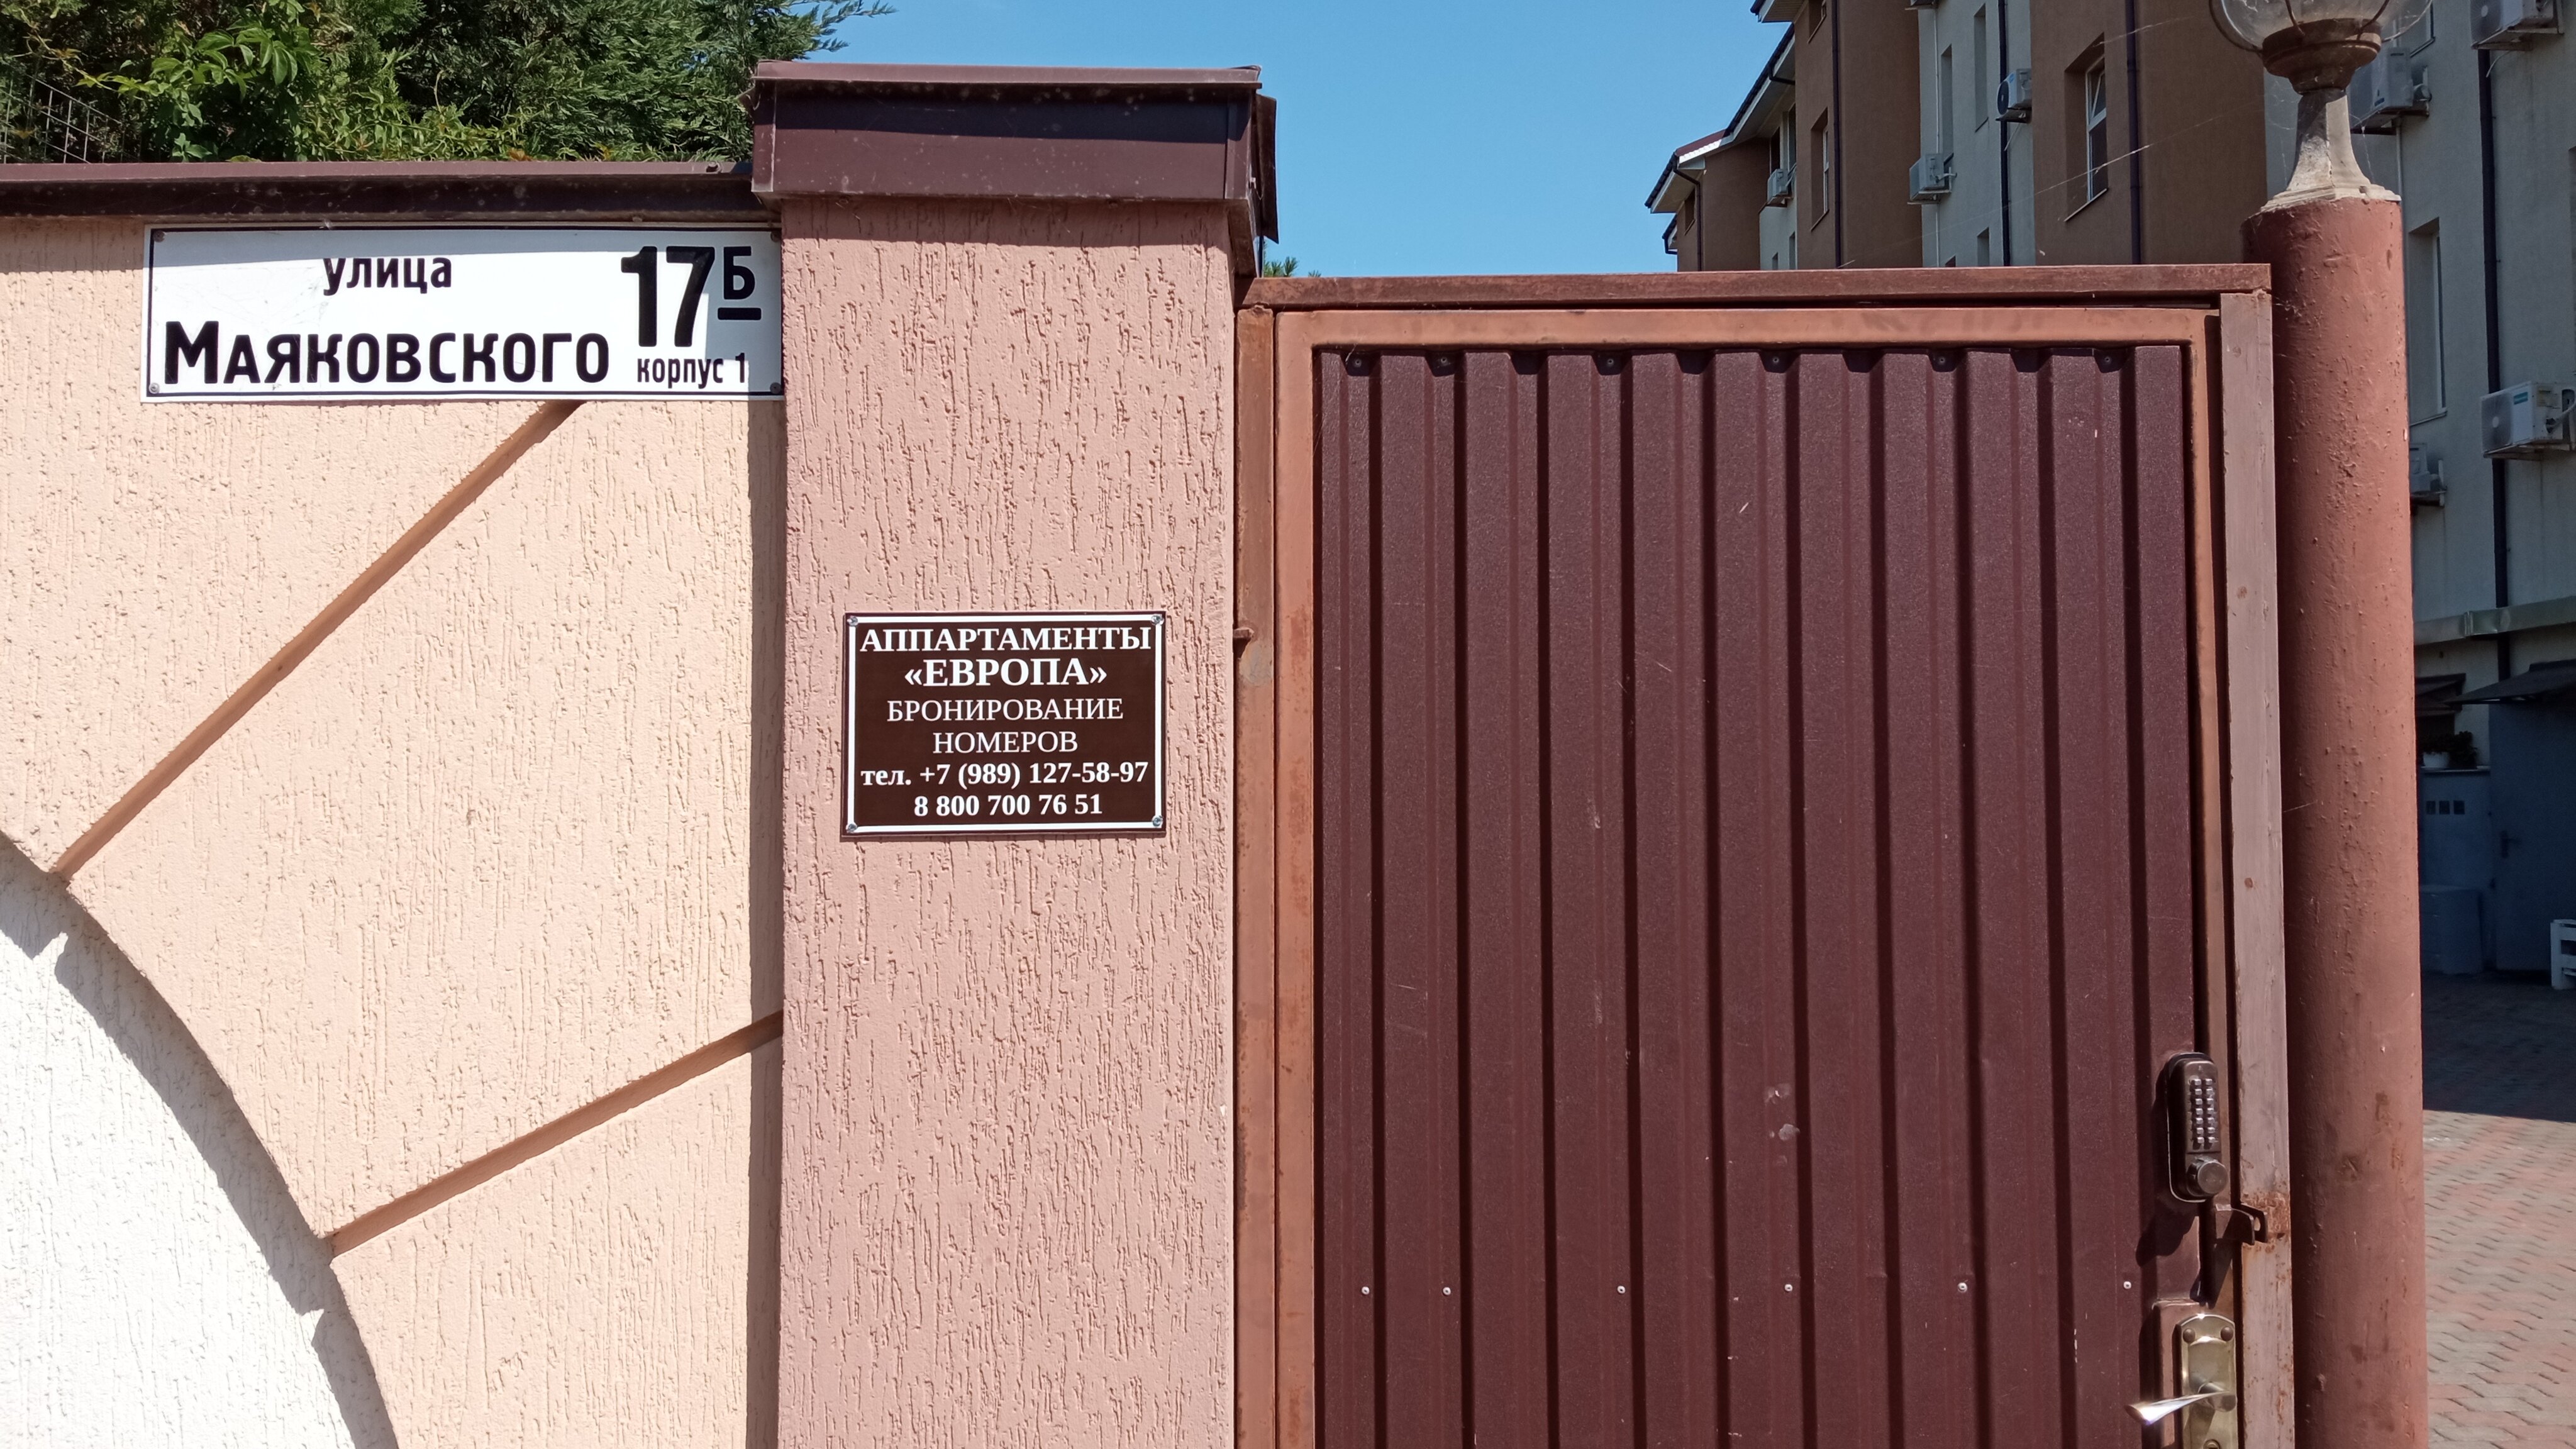 улица
Маяковского
17Б
корпус 1
АППАРТАМЕНТЫ
«ЕВРОПА»
БРОНИРОВАНИЕ
НОМЕРОВ
тел. +7 (989) 127-58-97
8 800 700 76 51